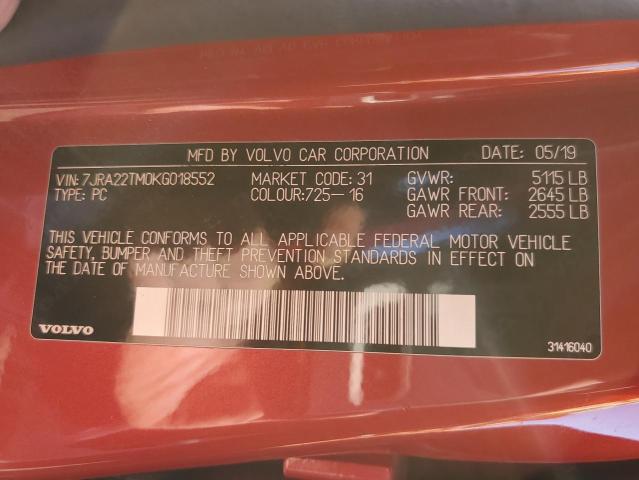 MFD BY VOLVO CAR CORPORATION DATE: 05/19
VIN: 7JRA22TM0KG018552 MARKET CODE: 31 GVWR: 5115 LB
TYPE: PC COLOUR: 725-16 GAWR FRONT: 2645 LB
GAWR REAR: 2555 LB
THIS VEHICLE CONFORMS TO ALL APPLICABLE FEDERAL MOTOR VEHICLE
SAFETY, BUMPER AND THEFT PREVENTION STANDARDS IN EFFECT ON
THE DATE OF MANUFACTURE SHOWN ABOVE.
VOLVO 31416040